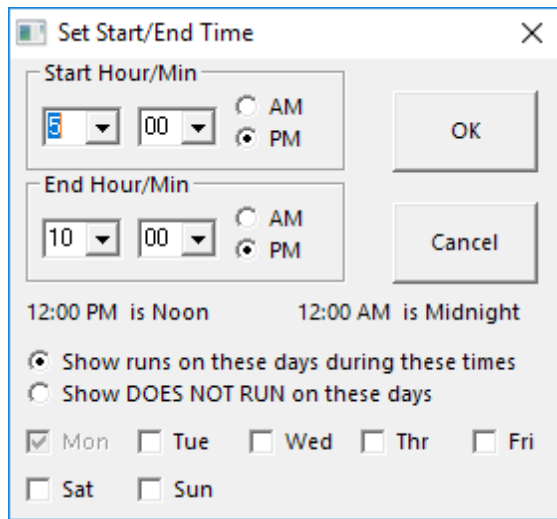 Set Start/End Time
Start Hour/Min
5 00 AM
PM
OK
End Hour/Min
10 00 AM
PM
Cancel
12:00 PM is Noon 12:00 AM is Midnight
Show runs on these days during these times
Show DOES NOT RUN on these days
Mon Tue Wed Thr Fri
Sat Sun